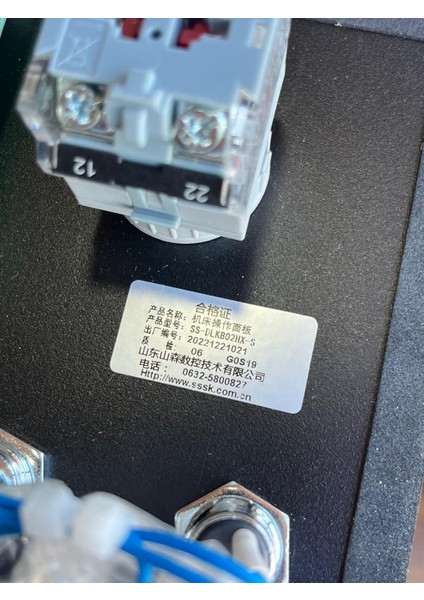 12
22
合格证
产品名称: 机床操作面板
产品型号: SS-DLKB02HX-S
出厂编号: 20221221021
质 检: 06 G0S19
山东山森数控技术有限公司
电话: 0632-5800827
Http://www.sssk.com.cn